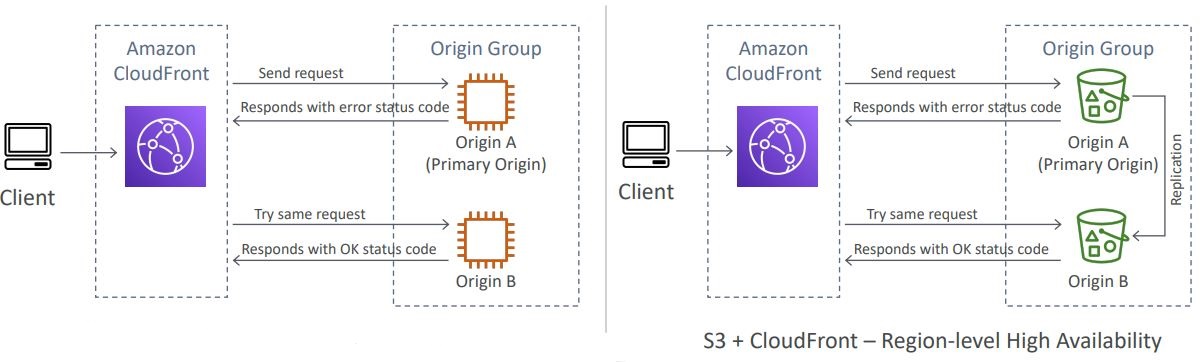 Amazon
CloudFront
Origin Group
Send request
Responds with error status code
Origin A
(Primary Origin)
Client
Try same request
Responds with OK status code
Origin B
Amazon
CloudFront
Origin Group
Send request
Responds with error status code
Origin A
(Primary Origin)
Replication
Client
Try same request
Responds with OK status code
Origin B
S3 + CloudFront – Region-level High Availability